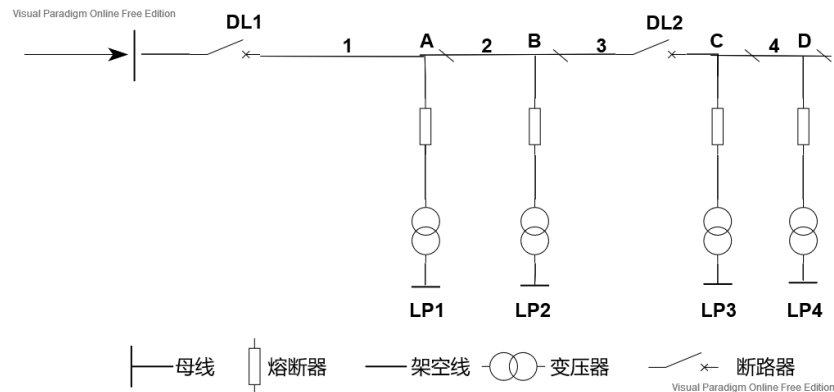 Visual Paradigm Online Free Edition
DL1
DL2
1 A 2 B 3 C 4 D
LP1 LP2 LP3 LP4
母线 熔断器 架空线 变压器 断路器
Visual Paradigm Online Free Edition